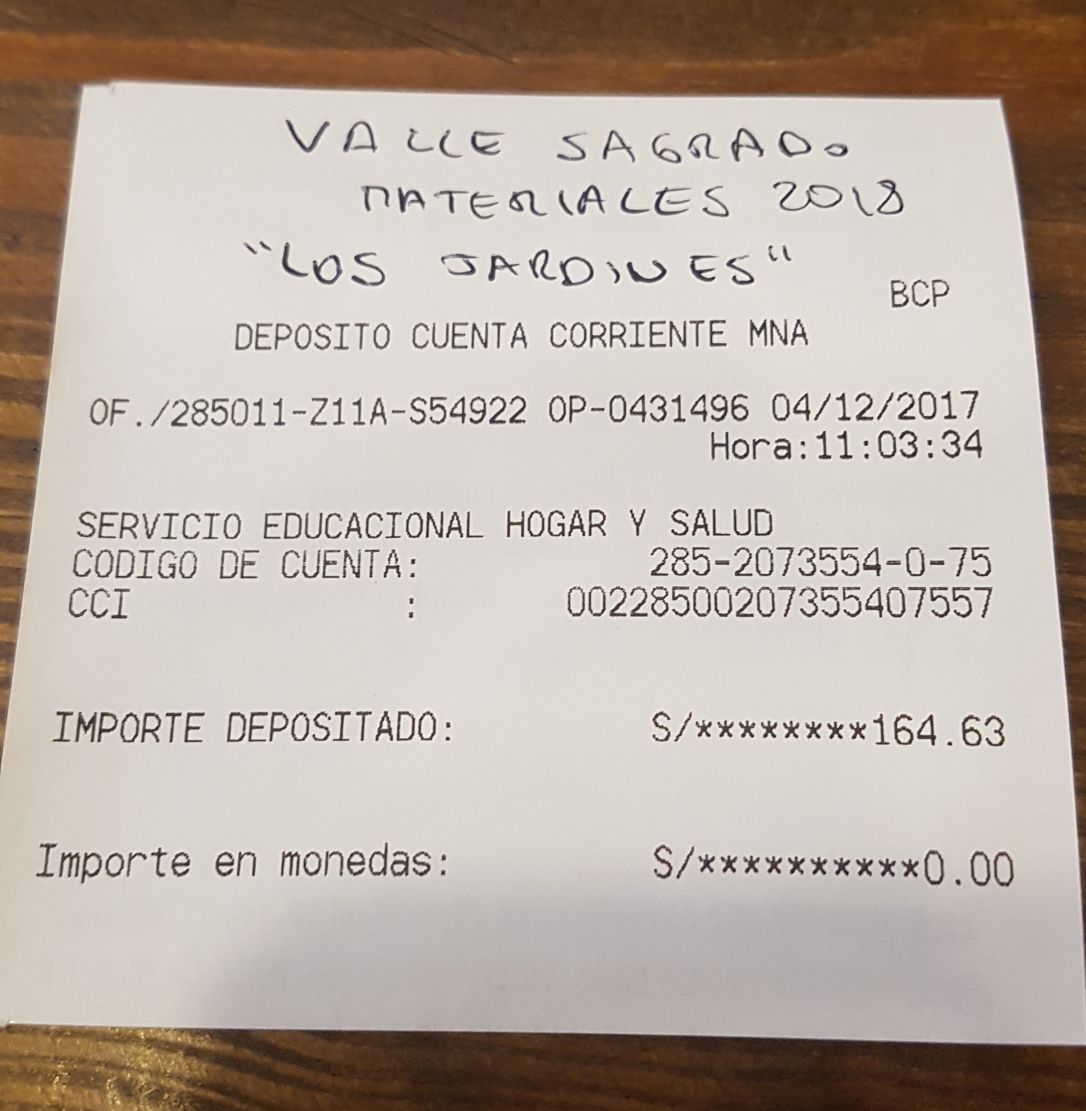 VALLE SAGRADO
MATERIALES 2018
"LOS JARDINES"
BCP
DEPOSITO CUENTA CORRIENTE MNA
OF./285011-Z11A-S54922 OP-0431496 04/12/2017
Hora:11:03:34
SERVICIO EDUCACIONAL HOGAR Y SALUD
CODIGO DE CUENTA: 285-2073554-0-75
CCI : 00228500207355407557
IMPORTE DEPOSITADO: S/********164.63
Importe en monedas: S/**********0.00